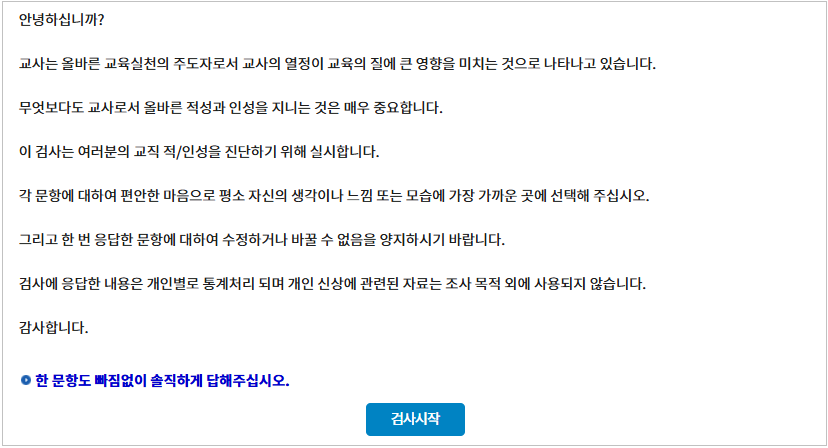 안녕하십니까?
교사는 올바른 교육실천의 주도자로서 교사의 열정이 교육의 질에 큰 영향을 미치는 것으로 나타나고 있습니다.
무엇보다도 교사로서 올바른 적성과 인성을 지니는 것은 매우 중요합니다.
이 검사는 여러분의 교직 적/인성을 진단하기 위해 실시합니다.
각 문항에 대하여 편안한 마음으로 평소 자신의 생각이나 느낌 또는 모습에 가장 가까운 곳에 선택해 주십시오.
그리고 한 번 응답한 문항에 대하여 수정하거나 바꿀 수 없음을 양지하시기 바랍니다.
검사에 응답한 내용은 개인별로 통계처리 되며 개인 신상에 관련된 자료는 조사 목적 외에 사용되지 않습니다.
감사합니다.
한 문항도 빠짐없이 솔직하게 답해주십시오.
검사시작